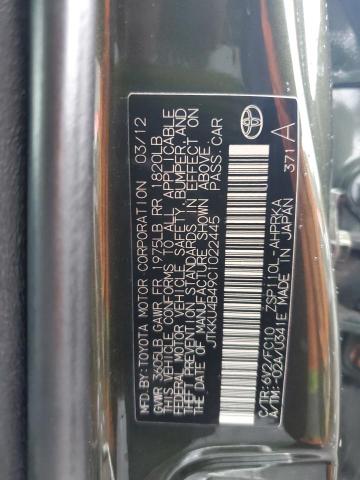 MFD.BY:TOYOTA MOTOR CORPORATION 03/12
GVWR 3605LB GAWR FR 1975LB RR 1820LB
THIS VEHICLE CONFORMS TO ALL APPLICABLE
FEDERAL MOTOR VEHICLE SAFETY, BUMPER, AND
THEFT PREVENTION STANDARDS IN EFFECT ON
THE DATE OF MANUFACTURE SHOWN ABOVE.
JTKKU4B49C1022445 PASS.CAR
C/TR:6V2/FC10 ZSP110L-AHPRKA
A/TM:-02A/U341E MADE IN JAPAN
371 A